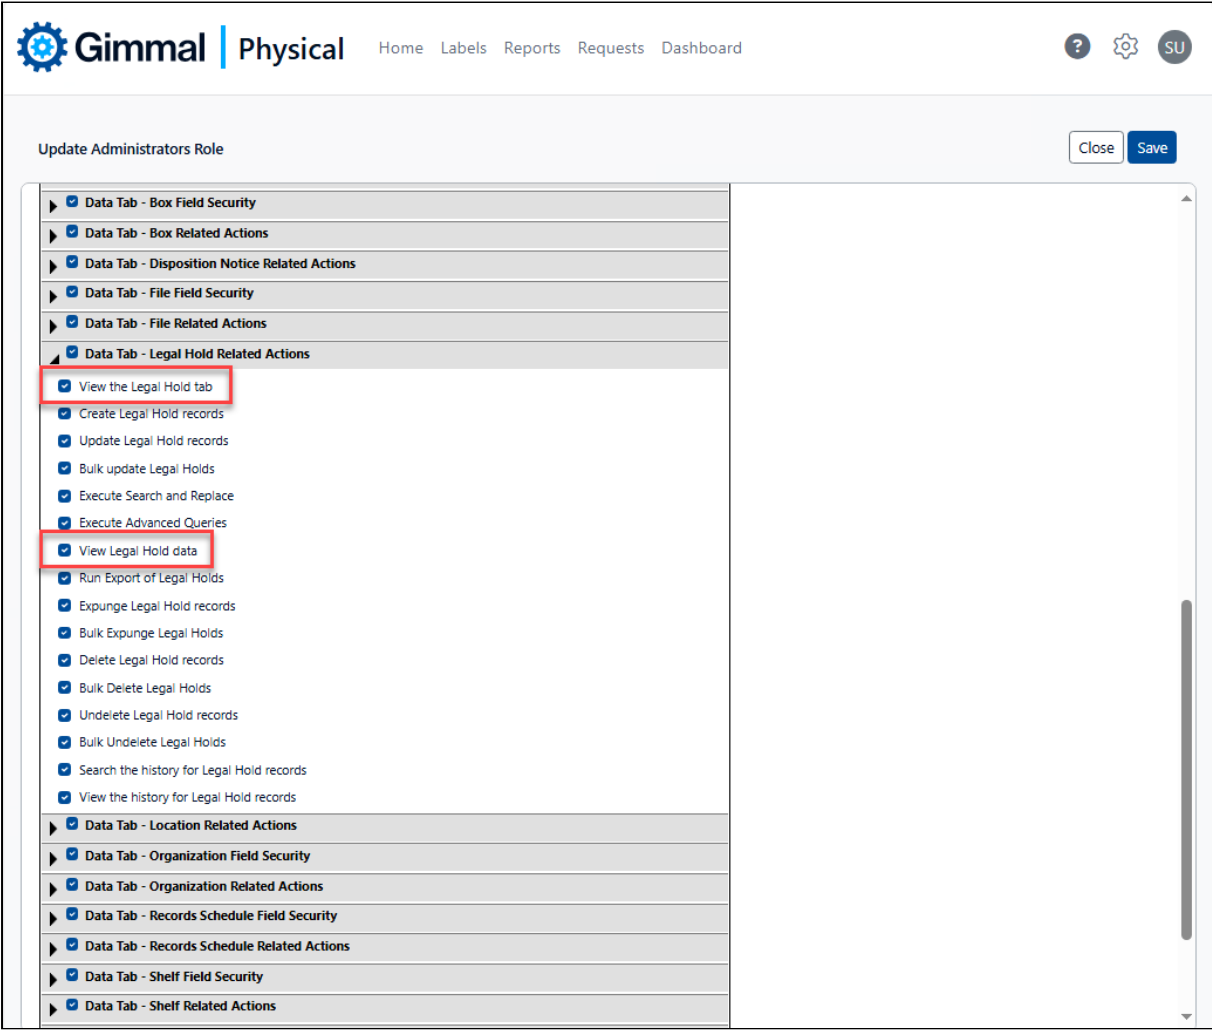 Gimmal | Physical Home Labels Reports Requests Dashboard ? SU
Update Administrators Role Close Save
Data Tab - Box Field Security
Data Tab - Box Related Actions
Data Tab - Disposition Notice Related Actions
Data Tab - File Field Security
Data Tab - File Related Actions
Data Tab - Legal Hold Related Actions
View the Legal Hold tab
Create Legal Hold records
Update Legal Hold records
Bulk update Legal Holds
Execute Search and Replace
Execute Advanced Queries
View Legal Hold data
Run Export of Legal Holds
Expunge Legal Hold records
Bulk Expunge Legal Holds
Delete Legal Hold records
Bulk Delete Legal Holds
Undelete Legal Hold records
Bulk Undelete Legal Holds
Search the history for Legal Hold records
View the history for Legal Hold records
Data Tab - Location Related Actions
Data Tab - Organization Field Security
Data Tab - Organization Related Actions
Data Tab - Records Schedule Field Security
Data Tab - Records Schedule Related Actions
Data Tab - Shelf Field Security
Data Tab - Shelf Related Actions